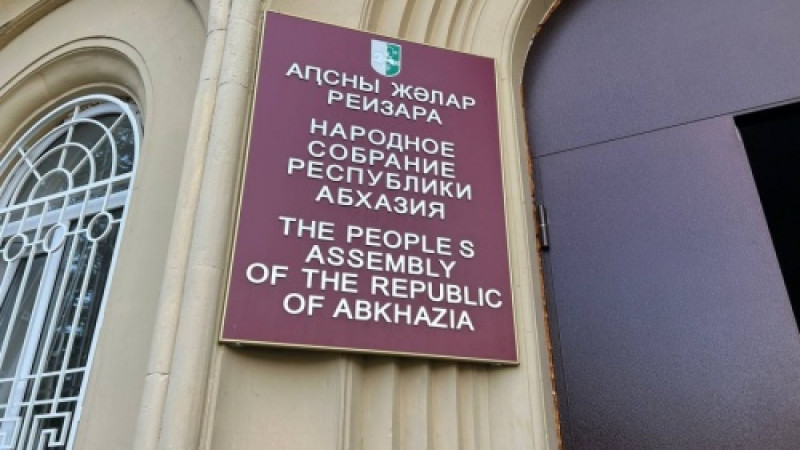 АԤСНЫ ЖӘЛАР
РЕИЗАРА
НАРОДНОЕ
СОБРАНИЕ
РЕСПУБЛИКИ
АБХАЗИЯ
THE PEOPLE S
ASSEMBLY
OF THE REPUBLIC
OF ABKHAZIA